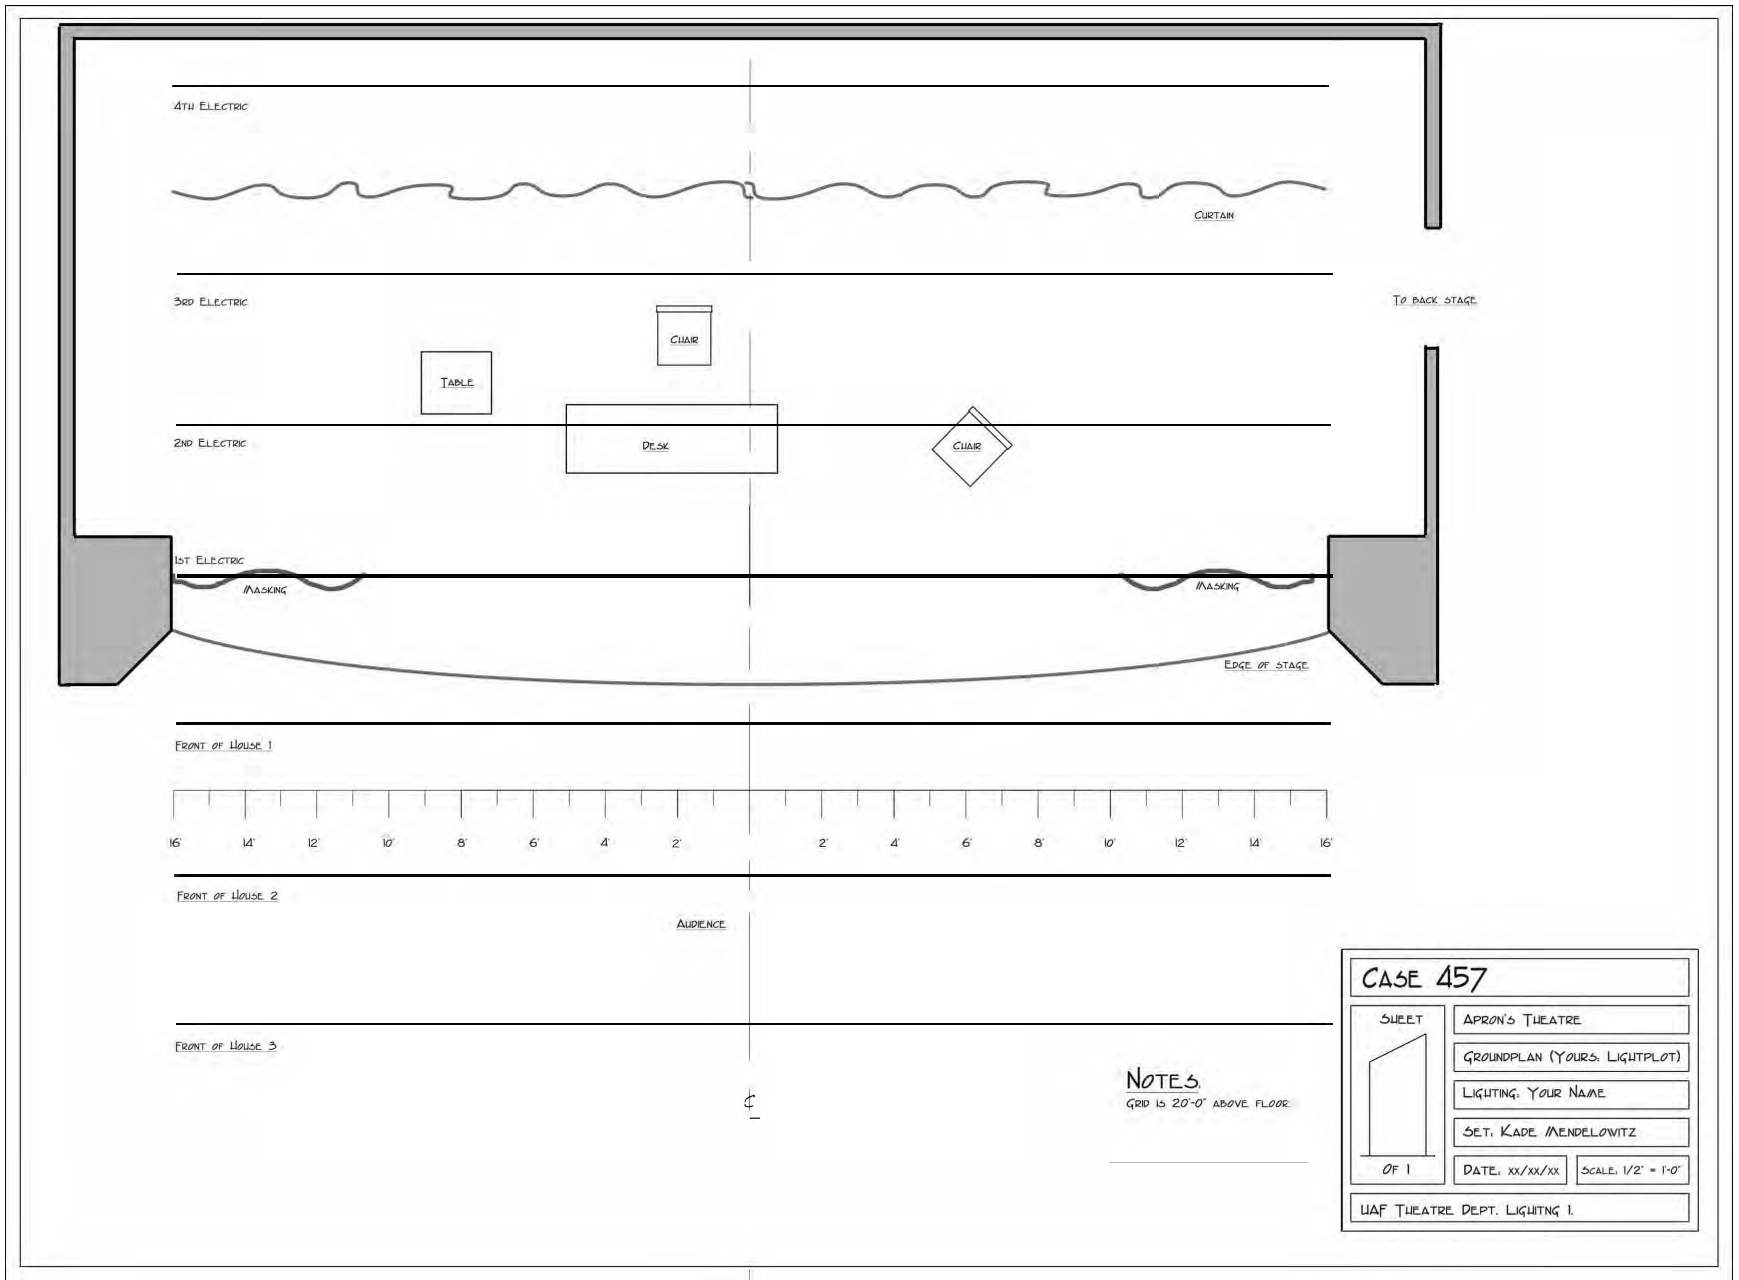 4th Electric
Curtain
3rd Electric
To back stage
Chair
Table
2nd Electric
Desk
Chair
1st Electric
Masking
Masking
Edge of stage
Front of House 1
16' 14' 12' 10' 8' 6' 4' 2' 2' 4' 6' 8' 10' 12' 14' 16'
Front of House 2
Audience
Front of House 3
℄
Notes:
Grid is 20'-0" above floor
Case 457
Sheet
1
Of 1
Apron's Theatre
Groundplan (Yours: Lightplot)
Lighting: Your Name
Set: Kade Mendelowitz
Date: xx/xx/xx
Scale: 1/2" = 1'-0"
UAF Theatre Dept. Lighitng 1.